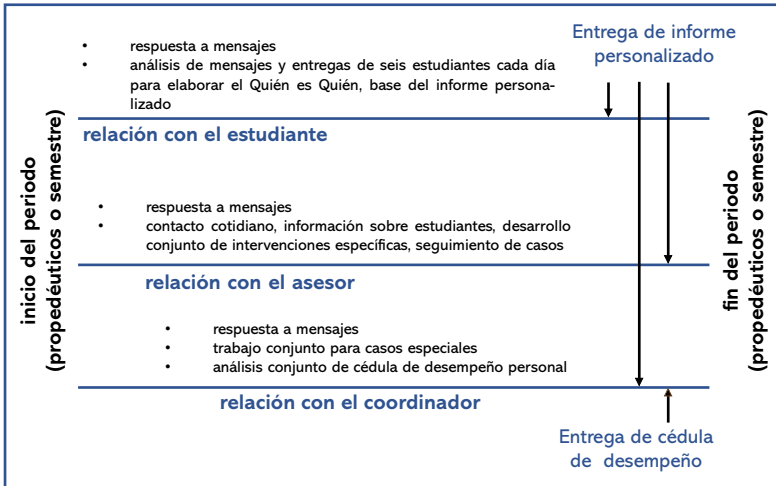 Entrega de informe
personalizado
• respuesta a mensajes
• análisis de mensajes y entregas de seis estudiantes cada día
para elaborar el Quién es Quién, base del informe persona-
lizado
relación con el estudiante
inicio del periodo
(propedéuticos o semestre)
• respuesta a mensajes
• contacto cotidiano, información sobre estudiantes, desarrollo
conjunto de intervenciones específicas, seguimiento de casos
relación con el asesor
fin del periodo
(propedéuticos o semestre)
• respuesta a mensajes
• trabajo conjunto para casos especiales
• análisis conjunto de cédula de desempeño personal
relación con el coordinador
Entrega de cédula
de desempeño